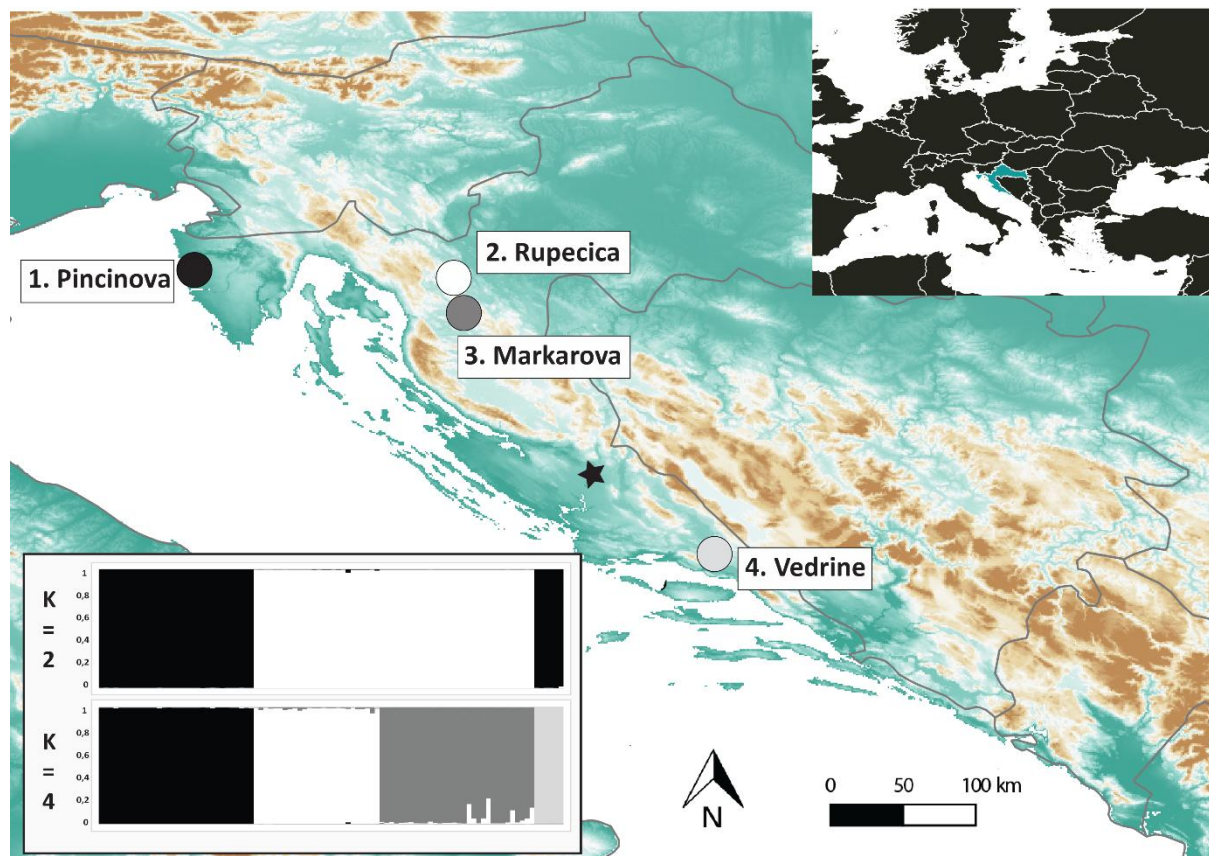 1. Pincinova
2. Rupecica
3. Markarova
4. Vedrine
K
=
2
1
0,8
0,6
0,4
0,2
0
K
=
4
1
0,8
0,6
0,4
0,2
0
N
0 50 100 km